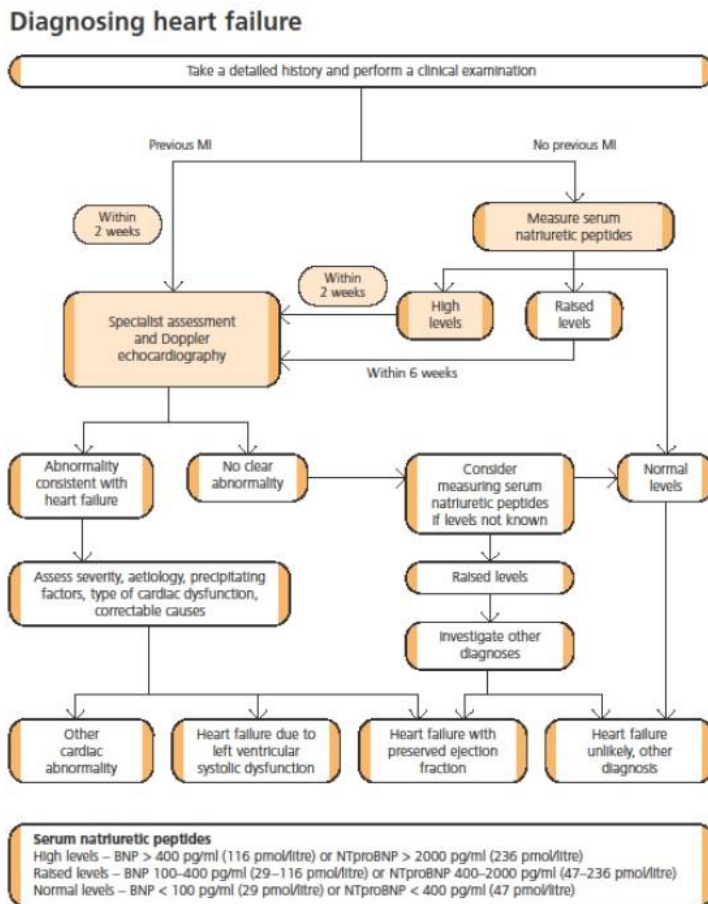 Diagnosing heart failure
Take a detailed history and perform a clinical examination
Previous MI
No previous MI
Within
2 weeks
Measure serum
natriuretic peptides
Within
2 weeks
High
levels
Raised
levels
Specialist assessment
and Doppler
echocardiography
Within 6 weeks
Abnormality
consistent with
heart failure
No clear
abnormality
Consider
measuring serum
natriuretic peptides
if levels not known
Normal
levels
Assess severity, aetiology, precipitating
factors, type of cardiac dysfunction,
correctable causes
Raised levels
Investigate other
diagnoses
Other
cardiac
abnormality
Heart failure due to
left ventricular
systolic dysfunction
Heart failure with
preserved ejection
fraction
Heart failure
unlikely, other
diagnosis
Serum natriuretic peptides
High levels – BNP > 400 pg/ml (116 pmol/litre) or NTproBNP > 2000 pg/ml (236 pmol/litre)
Raised levels – BNP 100–400 pg/ml (29–116 pmol/litre) or NTproBNP 400–2000 pg/ml (47–236 pmol/litre)
Normal levels – BNP < 100 pg/ml (29 pmol/litre) or NTproBNP < 400 pg/ml (47 pmol/litre)